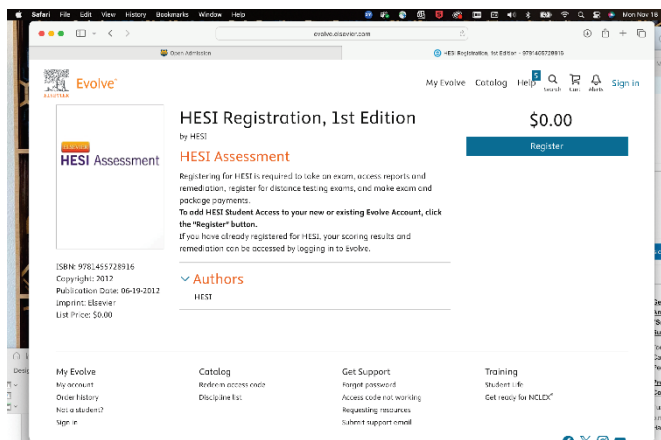 Safari File Edit View History Bookmarks Window Help
Mon Nov 18
evolve.elsevier.com
Open Admission
HESI Registration, 1st Edition - 9781455728916
ELSEVIER
Evolve
My Evolve Catalog Help
5
Search
Cart
Alerts
Sign in
ELSEVIER
HESI Assessment
HESI Registration, 1st Edition
by HESI
HESI Assessment
Registering for HESI is required to take an exam, access reports and
remediation, register for distance testing exams, and make exam and
package payments.
To add HESI Student Access to your new or existing Evolve Account, click
the "Register" button.
If you have already registered for HESI, your scoring results and
remediation can be accessed by logging in to Evolve.
Authors
HESI
$0.00
Register
ISBN: 9781455728916
Copyright: 2012
Publication Date: 06-19-2012
Imprint: Elsevier
List Price: $0.00
My Evolve
My account
Order history
Not a student?
Sign in
Catalog
Redeem access code
Discipline list
Get Support
Forgot password
Access code not working
Requesting resources
Submit support email
Training
Student Life
Get ready for NCLEX®